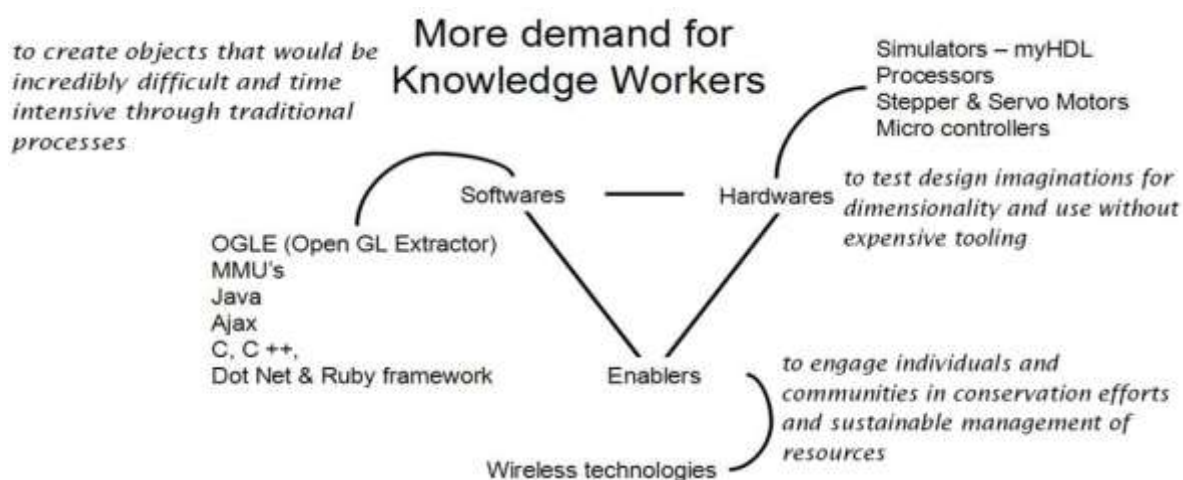 More demand for
Knowledge Workers
to create objects that would be
incredibly difficult and time
intensive through traditional
processes
Simulators – myHDL
Processors
Stepper & Servo Motors
Micro controllers
Softwares
Hardwares
to test design imaginations for
dimensionality and use without
expensive tooling
OGLE (Open GL Extractor)
MMU's
Java
Ajax
C, C ++,
Dot Net & Ruby framework
Enablers
to engage individuals and
communities in conservation efforts
and sustainable management of
resources
Wireless technologies